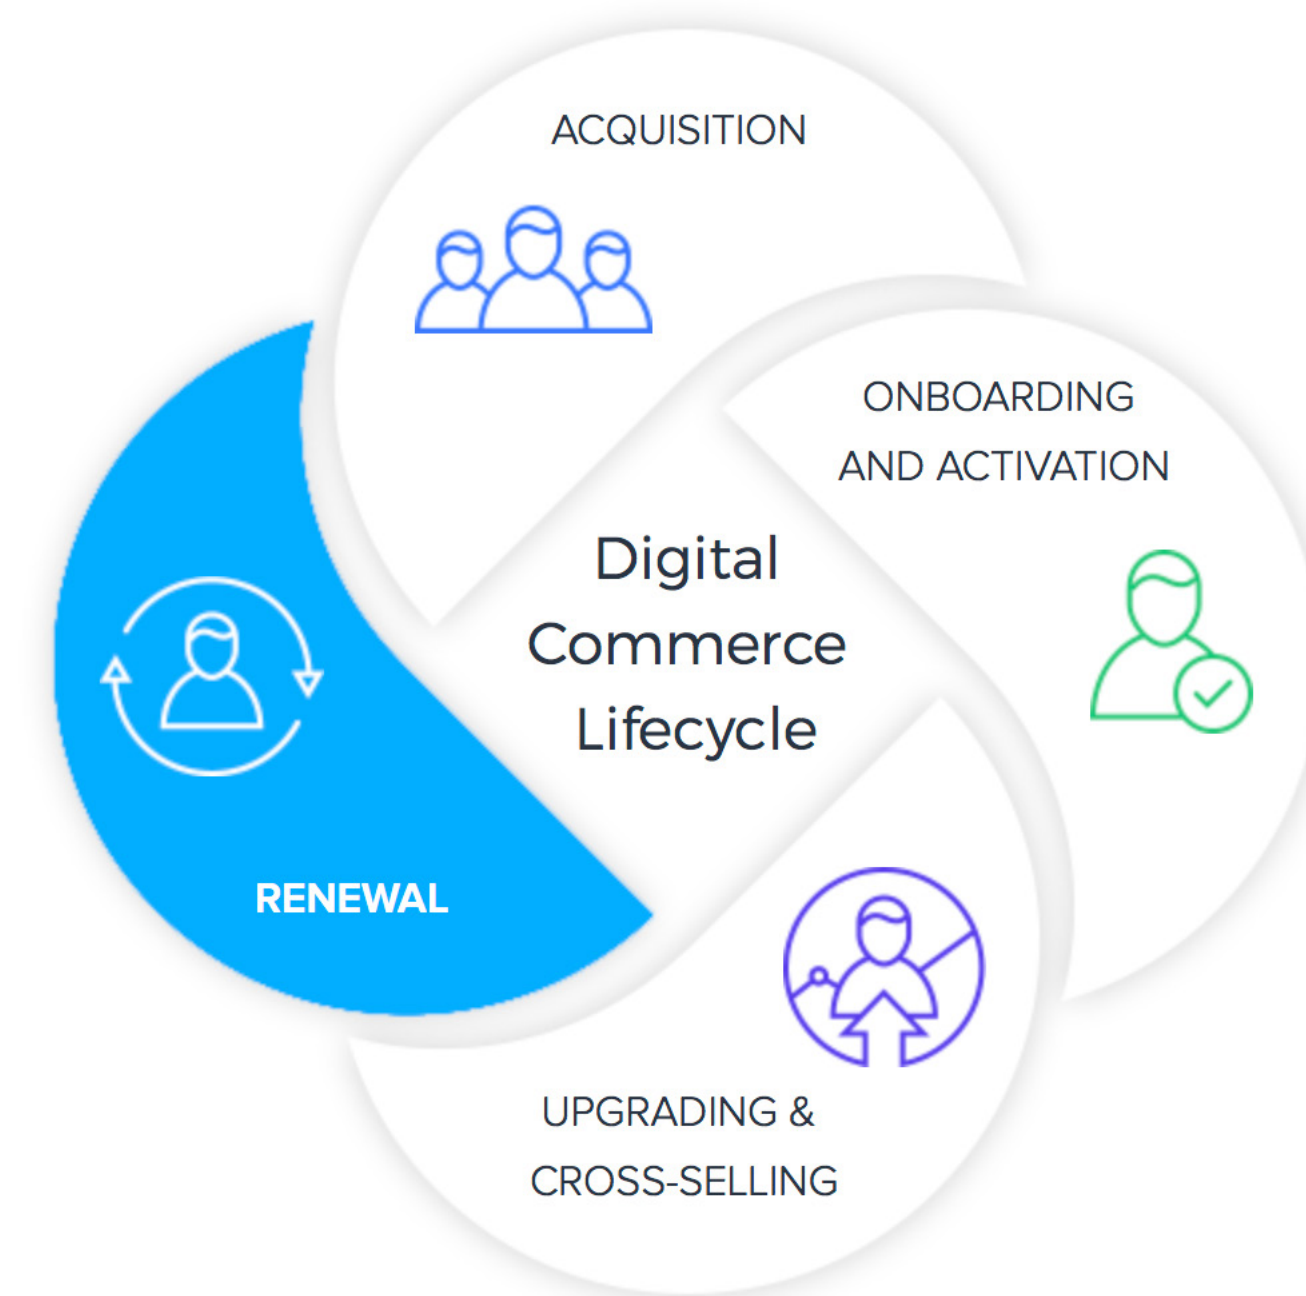 ACQUISITION
ONBOARDING
AND ACTIVATION
Digital
Commerce
Lifecycle
RENEWAL
UPGRADING &
CROSS-SELLING